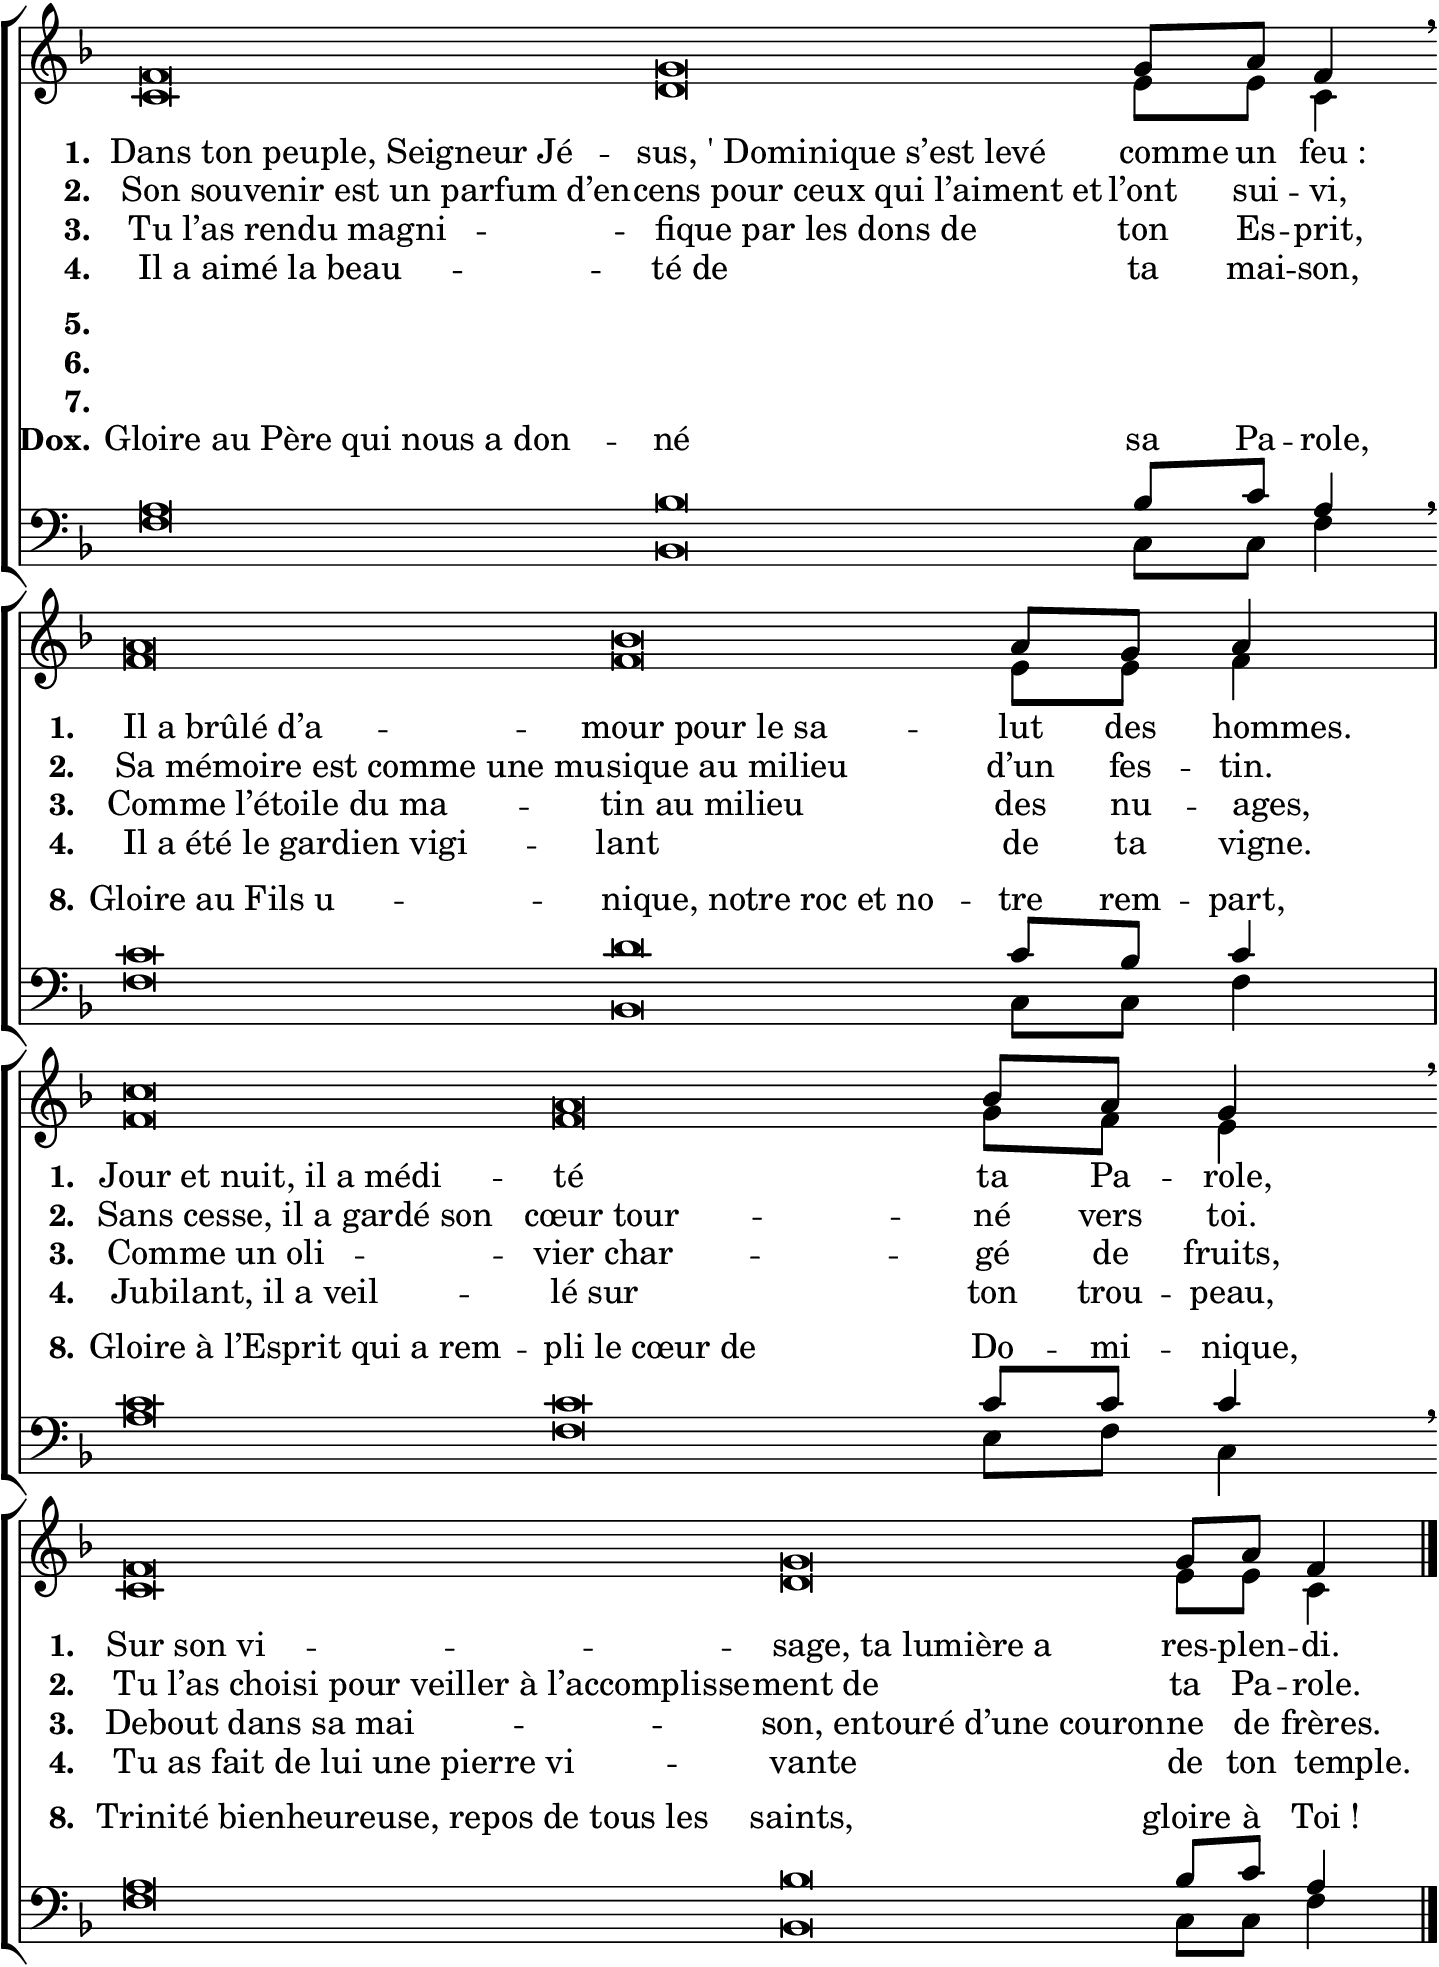 1. Dans ton peuple, Seigneur Jé -- sus, ' Dominique s’est levé comme un feu :
2. Son souvenir est un parfum d’encens pour ceux qui l’aiment et l’ont sui -- vi,
3. Tu l’as rendu magni -- -- fique par les dons de ton Es -- prit,
4. Il a aimé la beau -- -- té de ta mai -- son,
5.
6.
7.
Dox. Gloire au Père qui nous a don -- né sa Pa -- role,
1. Il a brûlé d’a -- -- mour pour le sa -- lut des hommes.
2. Sa mémoire est comme une musique au milieu d’un fes -- tin.
3. Comme l’étoile du ma -- tin au milieu des nu -- ages,
4. Il a été le gardien vigi -- lant de ta vigne.
8. Gloire au Fils u -- -- nique, notre roc et no -- tre rem -- part,
1. Jour et nuit, il a médi -- té ta Pa -- role,
2. Sans cesse, il a gardé son cœur tour -- -- né vers toi.
3. Comme un oli -- -- vier char -- -- gé de fruits,
4. Jubilant, il a veil -- lé sur ton trou -- peau,
8. Gloire à l’Esprit qui a rem -- pli le cœur de Do -- mi -- nique,
1. Sur son vi -- -- -- -- sage, ta lumière a res -- plen -- di.
2. Tu l’as choisi pour veiller à l’accomplissement de ta Pa -- role.
3. Debout dans sa mai -- -- -- son, entouré d’une couronne de frères.
4. Tu as fait de lui une pierre vi -- -- vante de ton temple.
8. Trinité bienheureuse, repos de tous les saints, gloire à Toi !